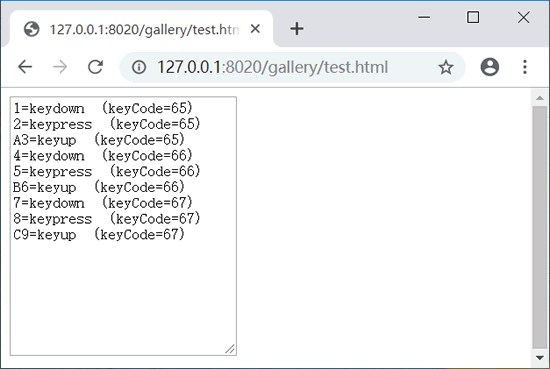 127.0.0.1:8020/gallery/test.htm
127.0.0.1:8020/gallery/test.html
1=keydown (keyCode=65)
2=keypress (keyCode=65)
A3=keyup (keyCode=65)
4=keydown (keyCode=66)
5=keypress (keyCode=66)
B6=keyup (keyCode=66)
7=keydown (keyCode=67)
8=keypress (keyCode=67)
C9=keyup (keyCode=67)